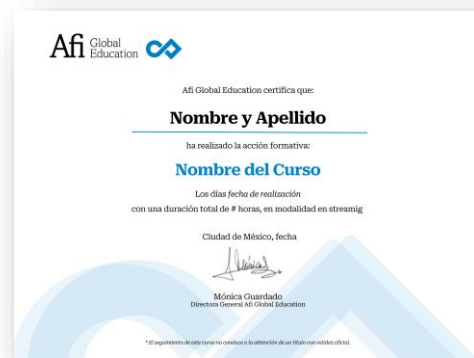 Afi Global
Education
Afi Global Education certifica que:
Nombre y Apellido
ha realizado la acción formativa:
Nombre del Curso
Los días fecha de realización
con una duración total de # horas, en modalidad en streamig
Ciudad de México, fecha
Mónica Guardado
Directora General Afi Global Education
* El seguimiento de este curso no conduce a la obtención de un título con validez oficial.